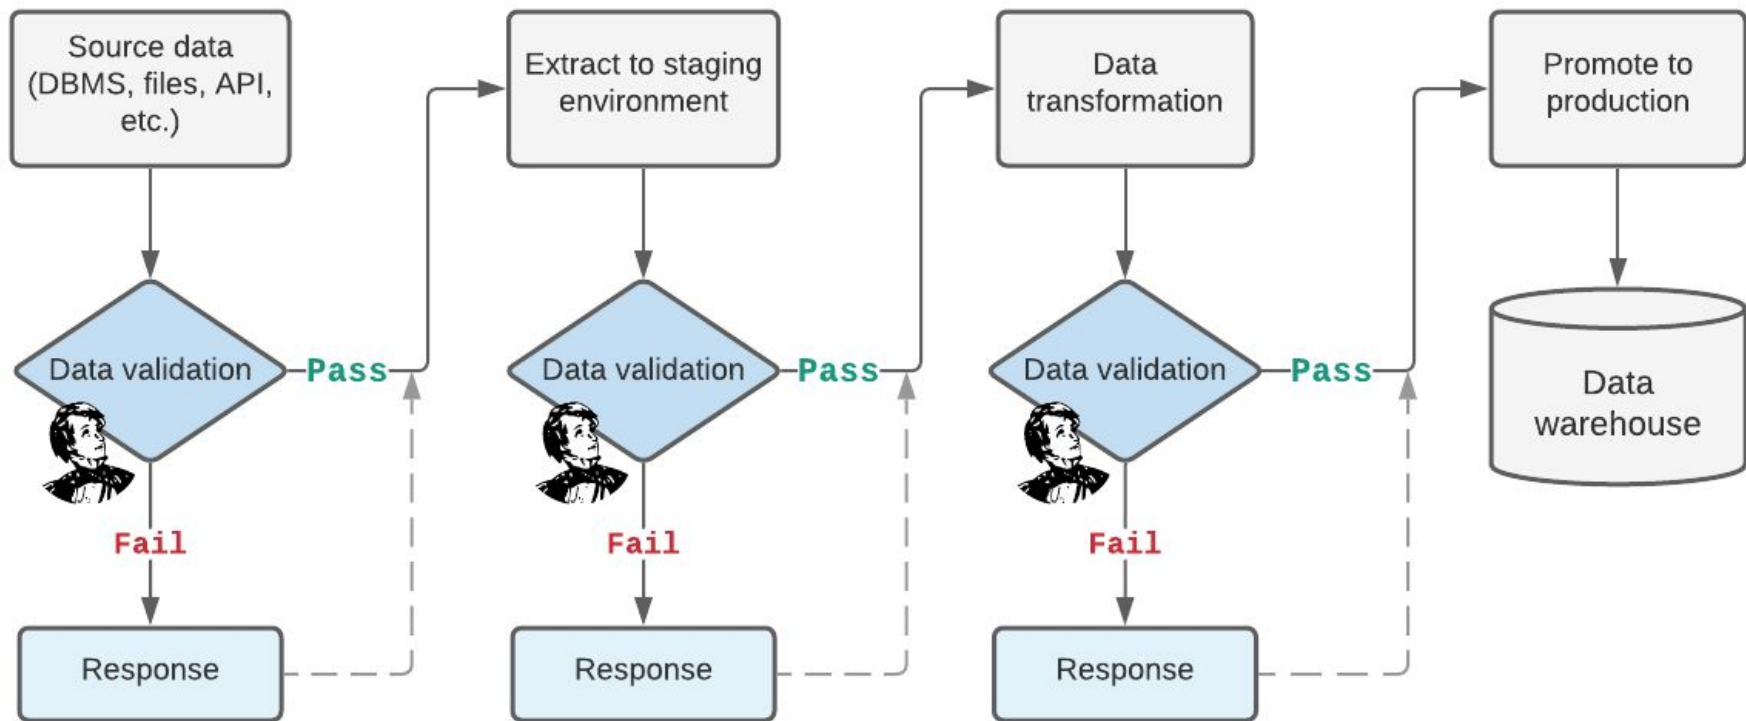 Source data
(DBMS, files, API,
etc.)
Extract to staging
environment
Data
transformation
Promote to
production
Data validation
Pass
Data validation
Pass
Data validation
Pass
Data
warehouse
Fail
Fail
Fail
Response
Response
Response